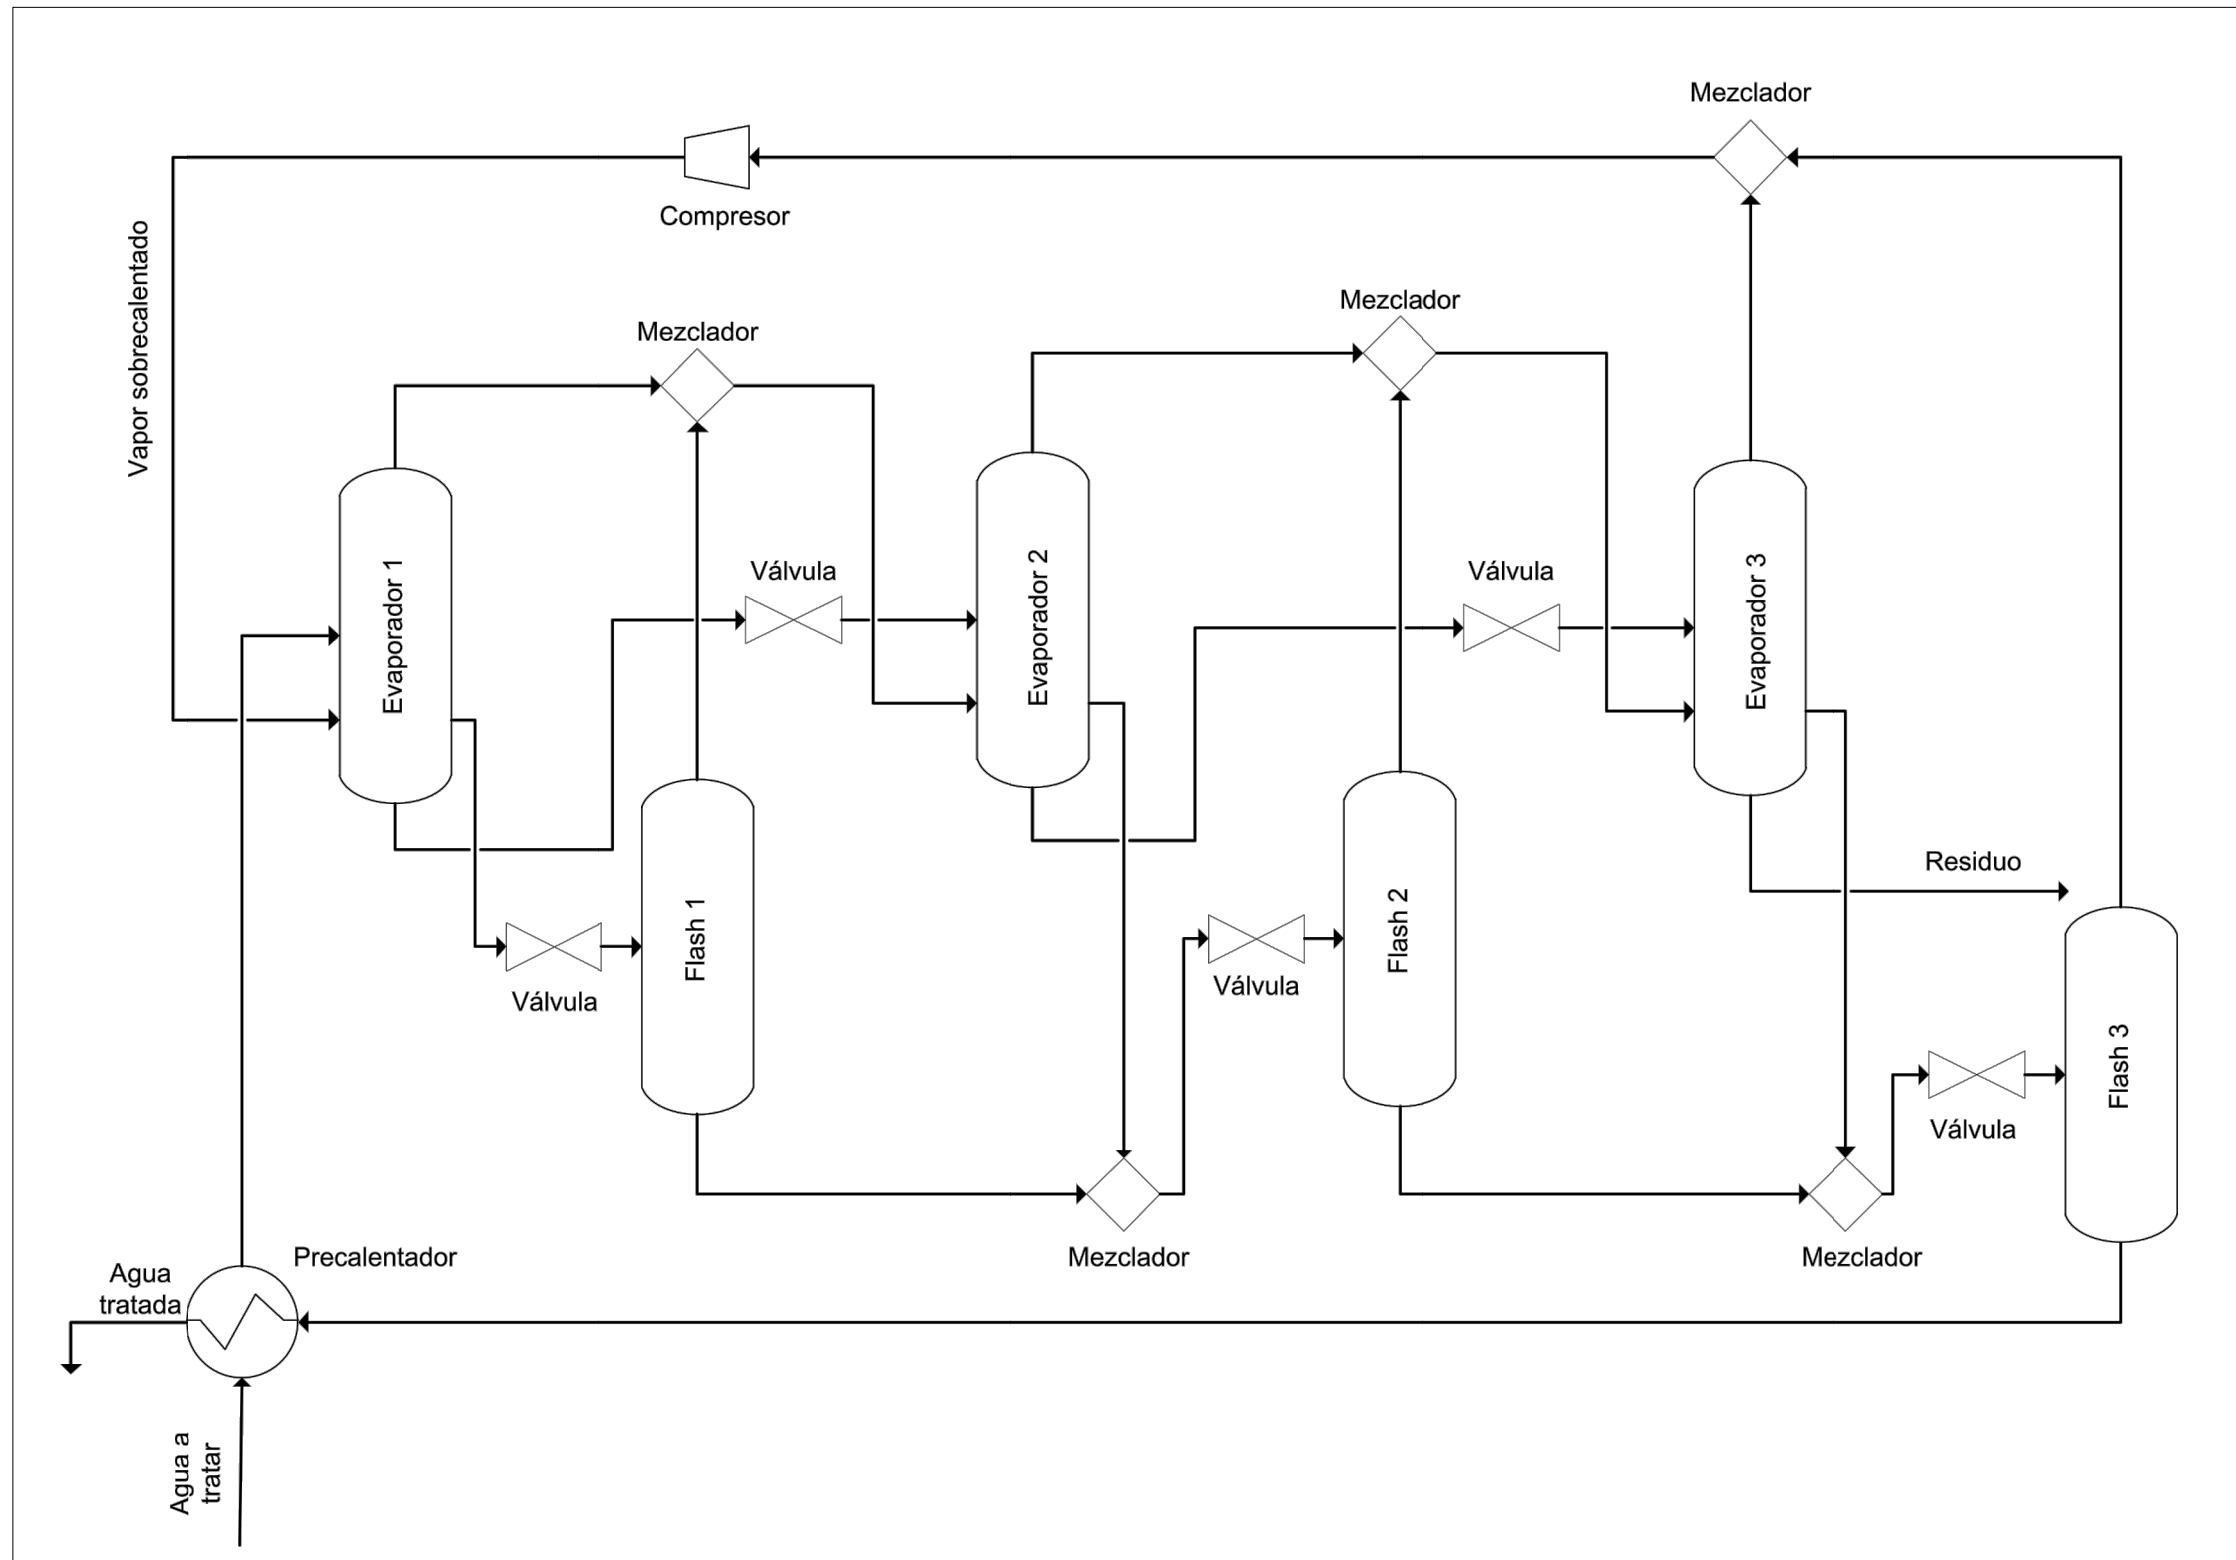 Mezclador
Compresor
Vapor sobrecalentado
Mezclador
Mezclador
Evaporador 1
Válvula
Evaporador 2
Válvula
Evaporador 3
Residuo
Flash 1
Válvula
Flash 2
Válvula
Flash 3
Válvula
Precalentador
Mezclador
Mezclador
Agua
tratada
Agua a
tratar